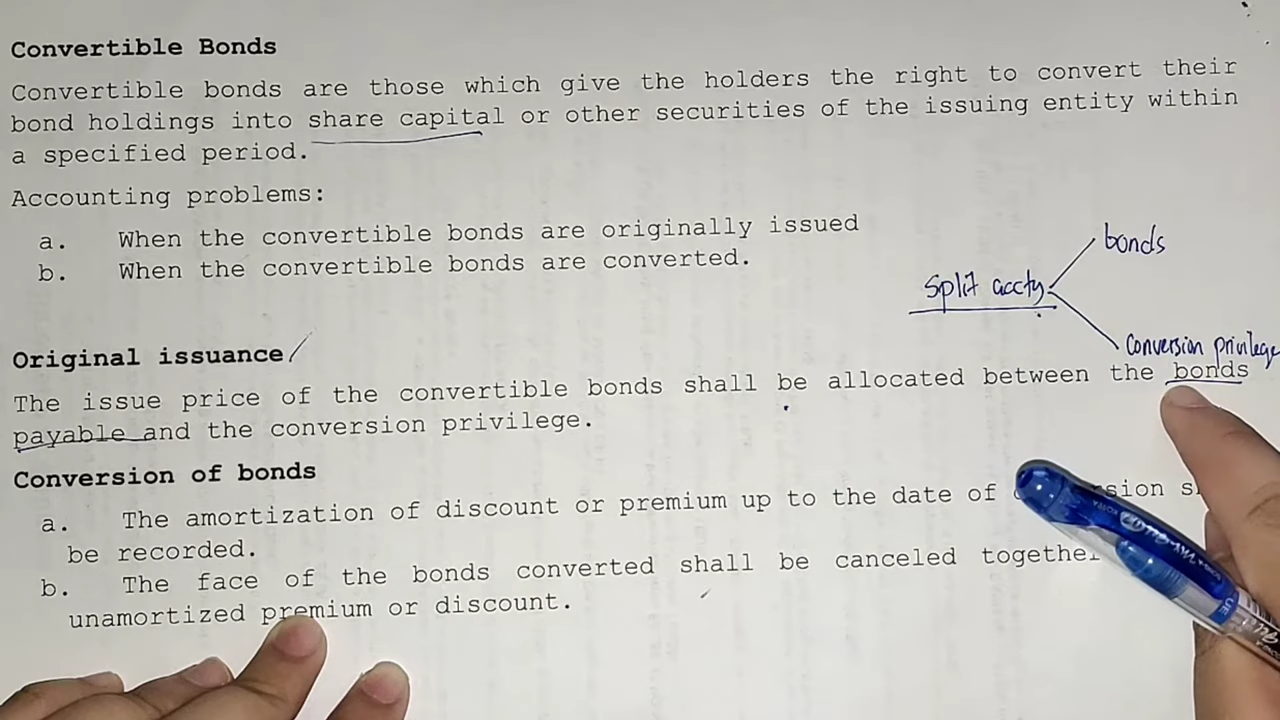 Convertible Bonds
Convertible bonds are those which give the holders the right to convert their
bond holdings into share capital or other securities of the issuing entity within
a specified period.
Accounting problems:
a. When the convertible bonds are originally issued
b. When the convertible bonds are converted.
bonds
Split acctg
conversion privilege
Original issuance
The issue price of the convertible bonds shall be allocated between the bonds
payable and the conversion privilege.
Conversion of bonds
a. The amortization of discount or premium up to the date of
be recorded.
b. The face of the bonds converted shall be canceled together
unamortized premium or discount.